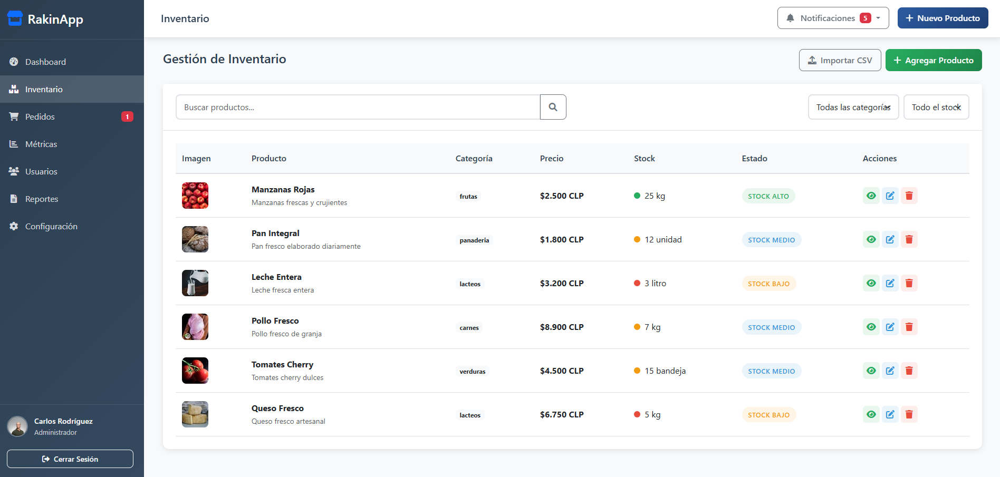 RakinApp
Dashboard
Inventario
Pedidos 1
Métricas
Usuarios
Reportes
Configuración
Carlos Rodríguez
Administrador
Cerrar Sesión
Inventario
Notificaciones 5
Nuevo Producto
Gestión de Inventario
Importar CSV
Agregar Producto
Buscar productos...
Todas las categorías
Todo el stock
Imagen Producto Categoría Precio Stock Estado Acciones
Manzanas Rojas
Manzanas frescas y crujientes
frutas
$2.500 CLP
25 kg
STOCK ALTO
Pan Integral
Pan fresco elaborado diariamente
panaderia
$1.800 CLP
12 unidad
STOCK MEDIO
Leche Entera
Leche fresca entera
lacteos
$3.200 CLP
3 litro
STOCK BAJO
Pollo Fresco
Pollo fresco de granja
carnes
$8.900 CLP
7 kg
STOCK MEDIO
Tomates Cherry
Tomates cherry dulces
verduras
$4.500 CLP
15 bandeja
STOCK MEDIO
Queso Fresco
Queso fresco artesanal
lacteos
$6.750 CLP
5 kg
STOCK BAJO